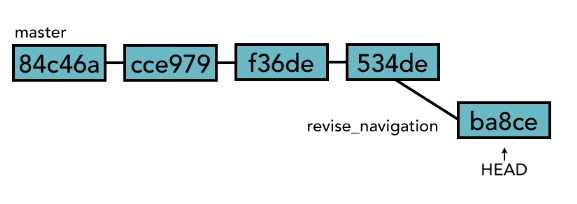 master
84c46a
cce979
f36de
534de
revise_navigation
ba8ce
HEAD